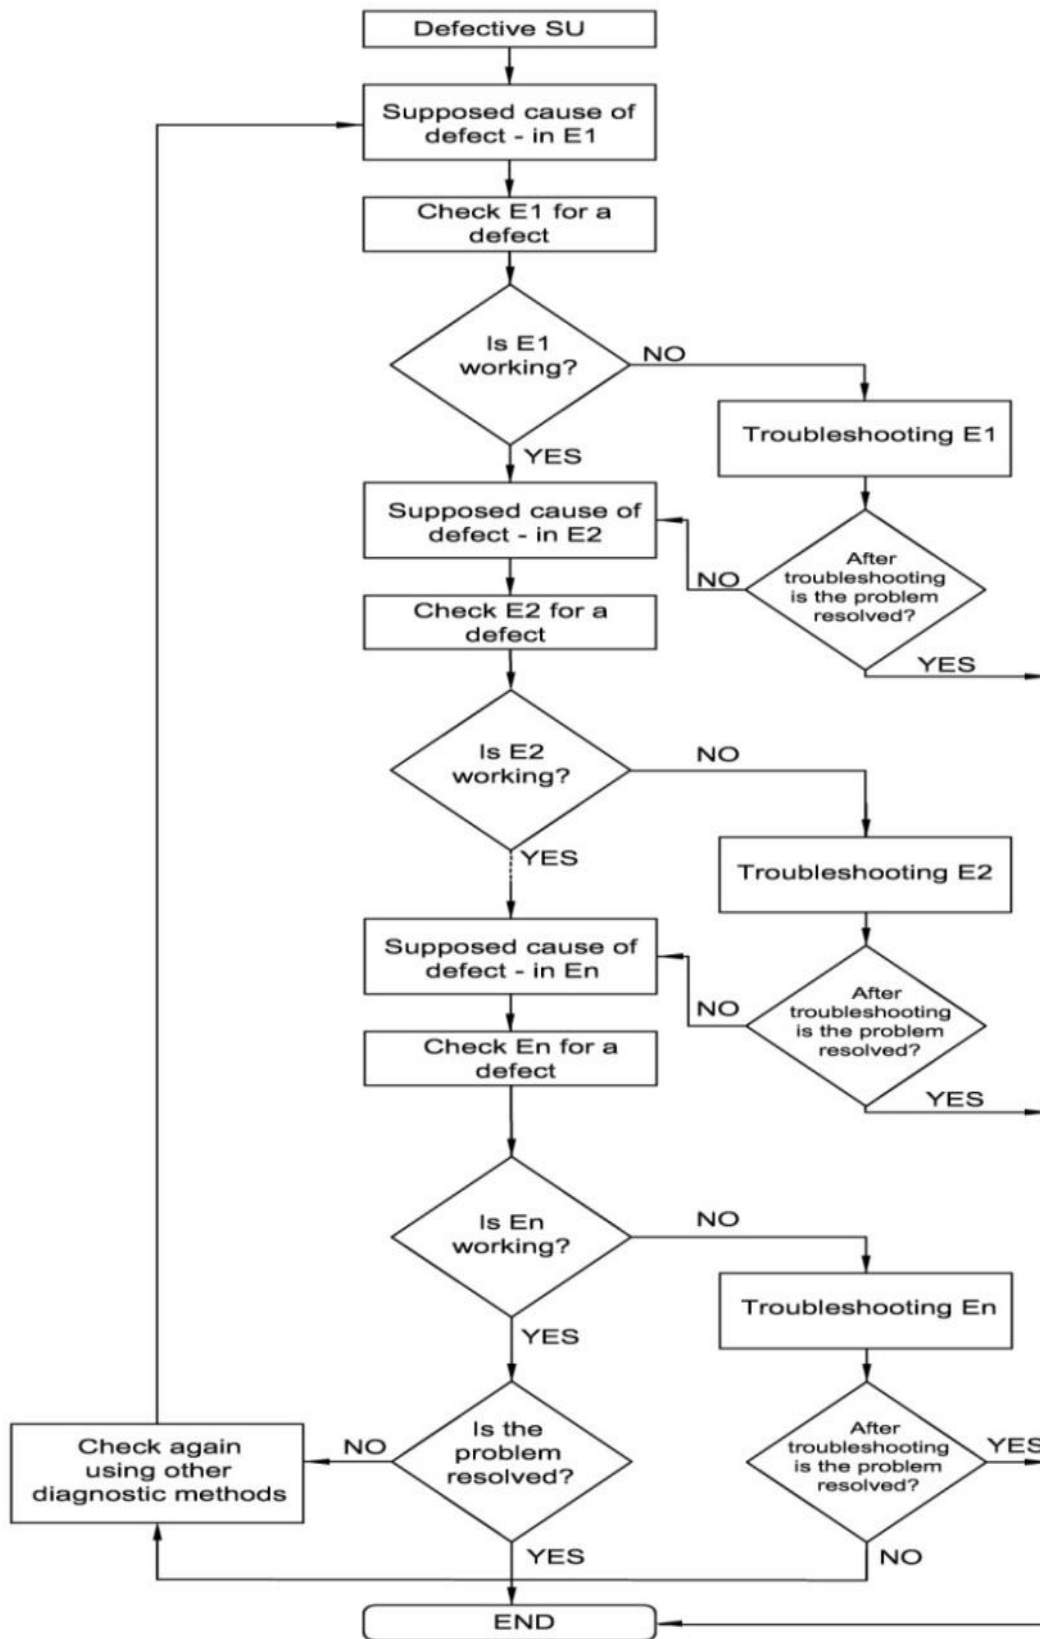 Defective SU
Supposed cause of
defect - in E1
Check E1 for a
defect
Is E1
working?
NO
Troubleshooting E1
YES
Supposed cause of
defect - in E2
After
troubleshooting
is the problem
resolved?
NO
Check E2 for a
defect
YES
Is E2
working?
NO
YES
Troubleshooting E2
Supposed cause of
defect - in En
After
troubleshooting
is the problem
resolved?
NO
Check En for a
defect
YES
Is En
working?
NO
Troubleshooting En
YES
Is the
problem
resolved?
NO
Check again
using other
diagnostic methods
After
troubleshooting
is the problem
resolved?
YES
YES
NO
END